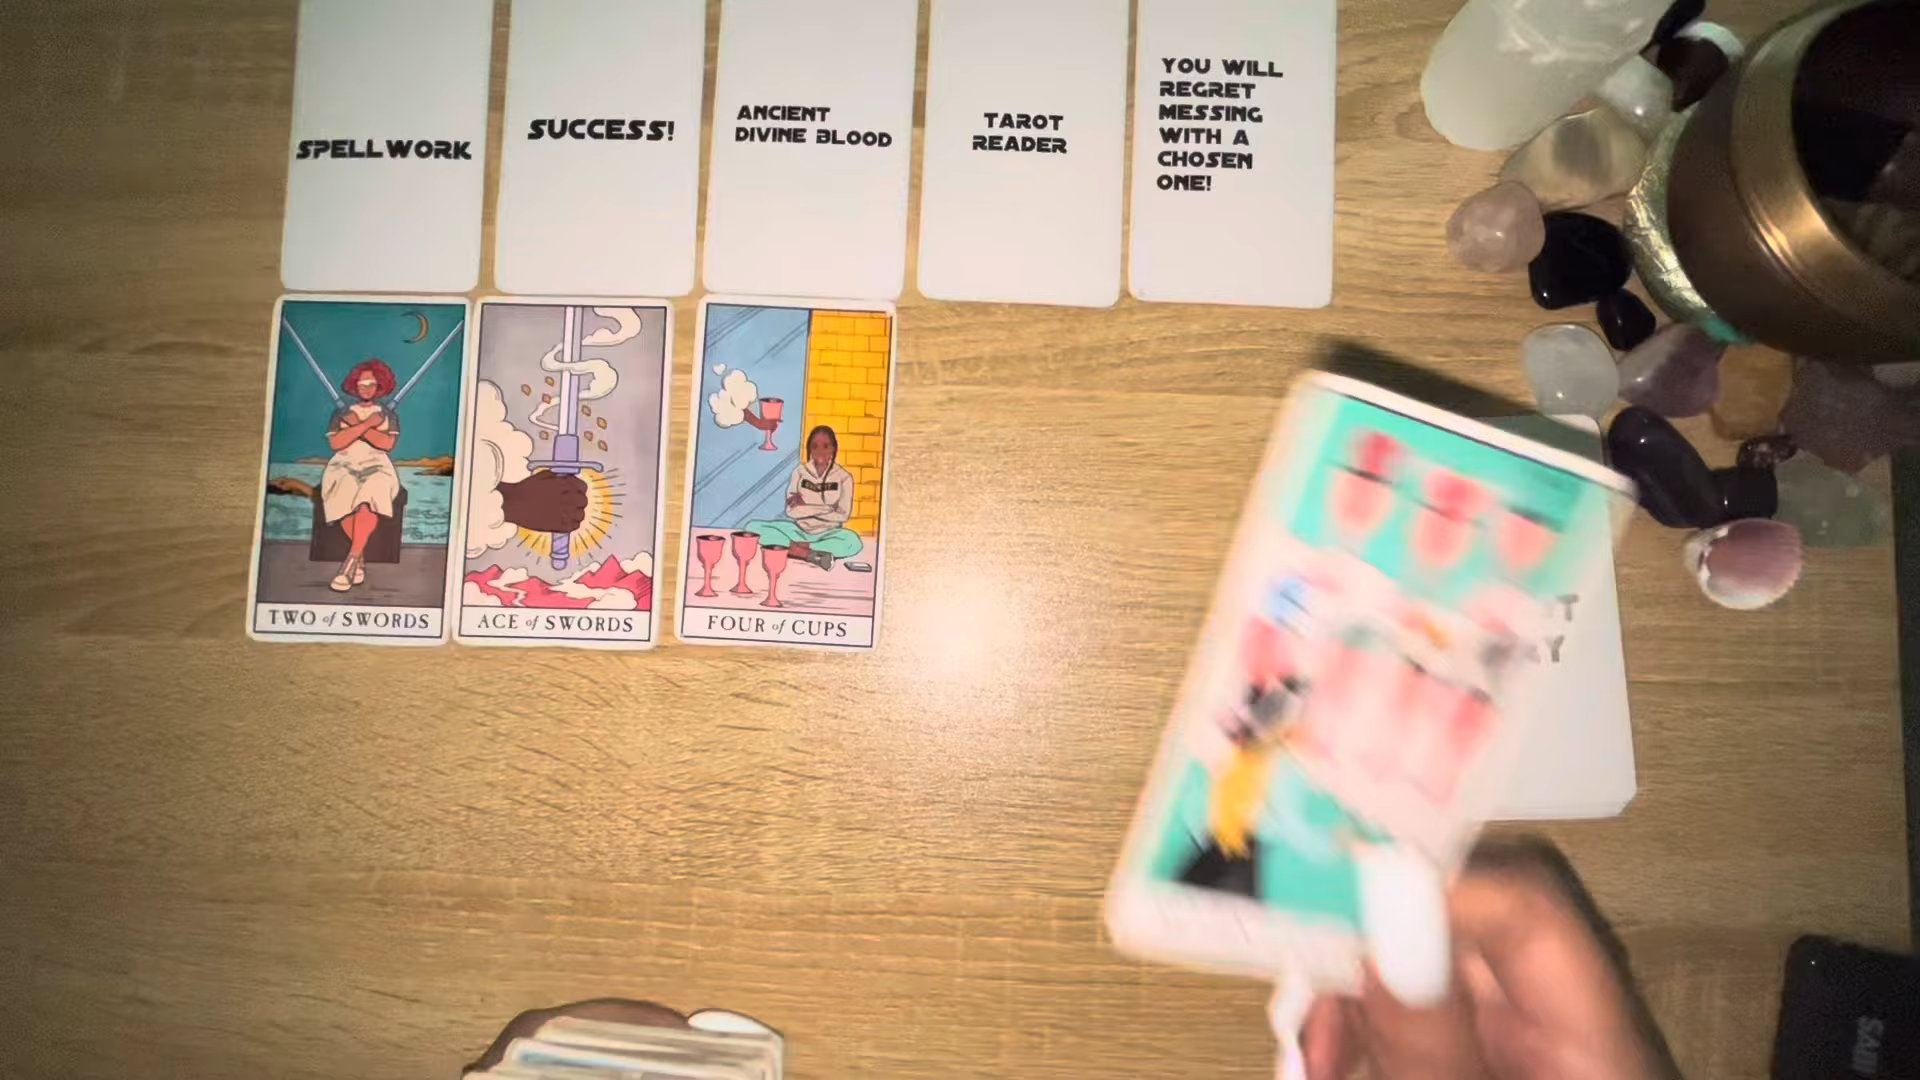 SPELLWORK
SUCCESS!
ANCIENT
DIVINE BLOOD
TAROT
READER
YOU WILL
REGRET
MESSING
WITH A
CHOSEN
ONE!
TWO of SWORDS
ACE of SWORDS
FOUR of CUPS